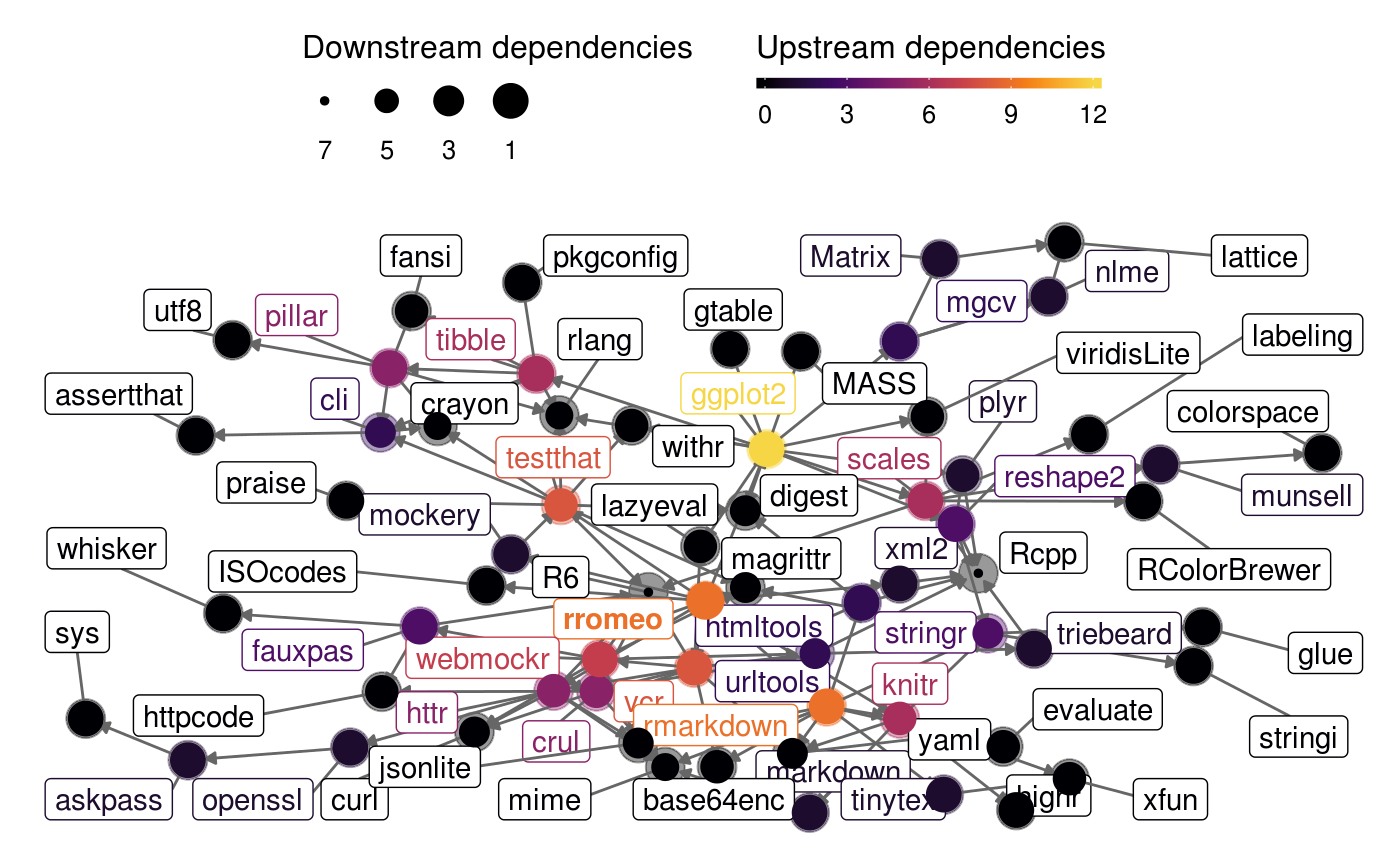 Downstream dependencies
Upstream dependencies
7 5 3 1
0 3 6 9 12
fansi
pkgconfig
Matrix
lattice
nlme
utf8
pillar
gtable
mgcv
tibble
rlang
labeling
viridisLite
assertthat
cli
crayon
ggplot2
MASS
plyr
colorspace
withr
testthat
scales
praise
reshape2
munsell
mockery
lazyeval
digest
whisker
ISOcodes
R6
magrittr
xml2
Rcpp
RColorBrewer
rromeo
sys
fauxpas
htmltools
stringr
triebeard
webmockr
glue
urltools
knitr
httpcode
httr
vcr
rmarkdown
evaluate
crul
yaml
stringi
jsonlite
markdown
askpass
openssl
curl
mime
base64enc
tinytex
highr
xfun